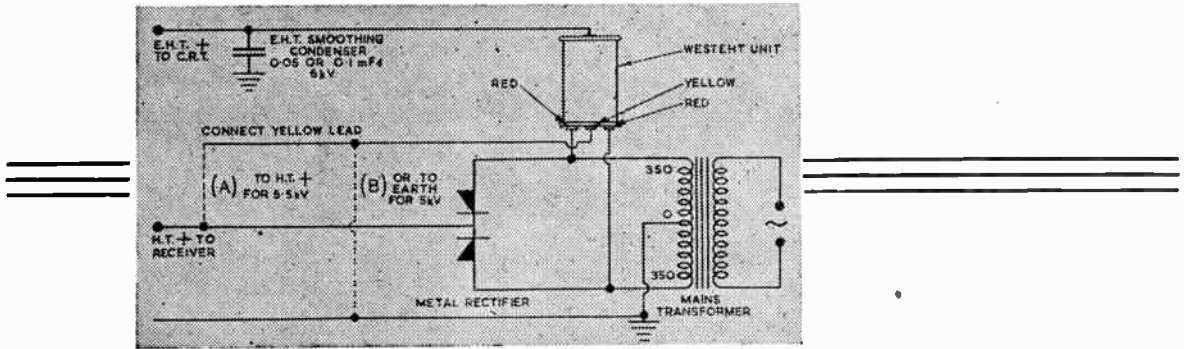 E.H.T. +
TO C.R.T.
E.H.T. SMOOTHING
CONDENSER
0·05 OR 0·1 mFd
6kV.
WESTEHT UNIT
RED
YELLOW
RED
CONNECT YELLOW LEAD
(A) TO H.T. +
FOR 5·5kV
(B) OR TO
EARTH
FOR 5kV
350
0
350
H.T. + TO
RECEIVER
METAL RECTIFIER
MAINS
TRANSFORMER